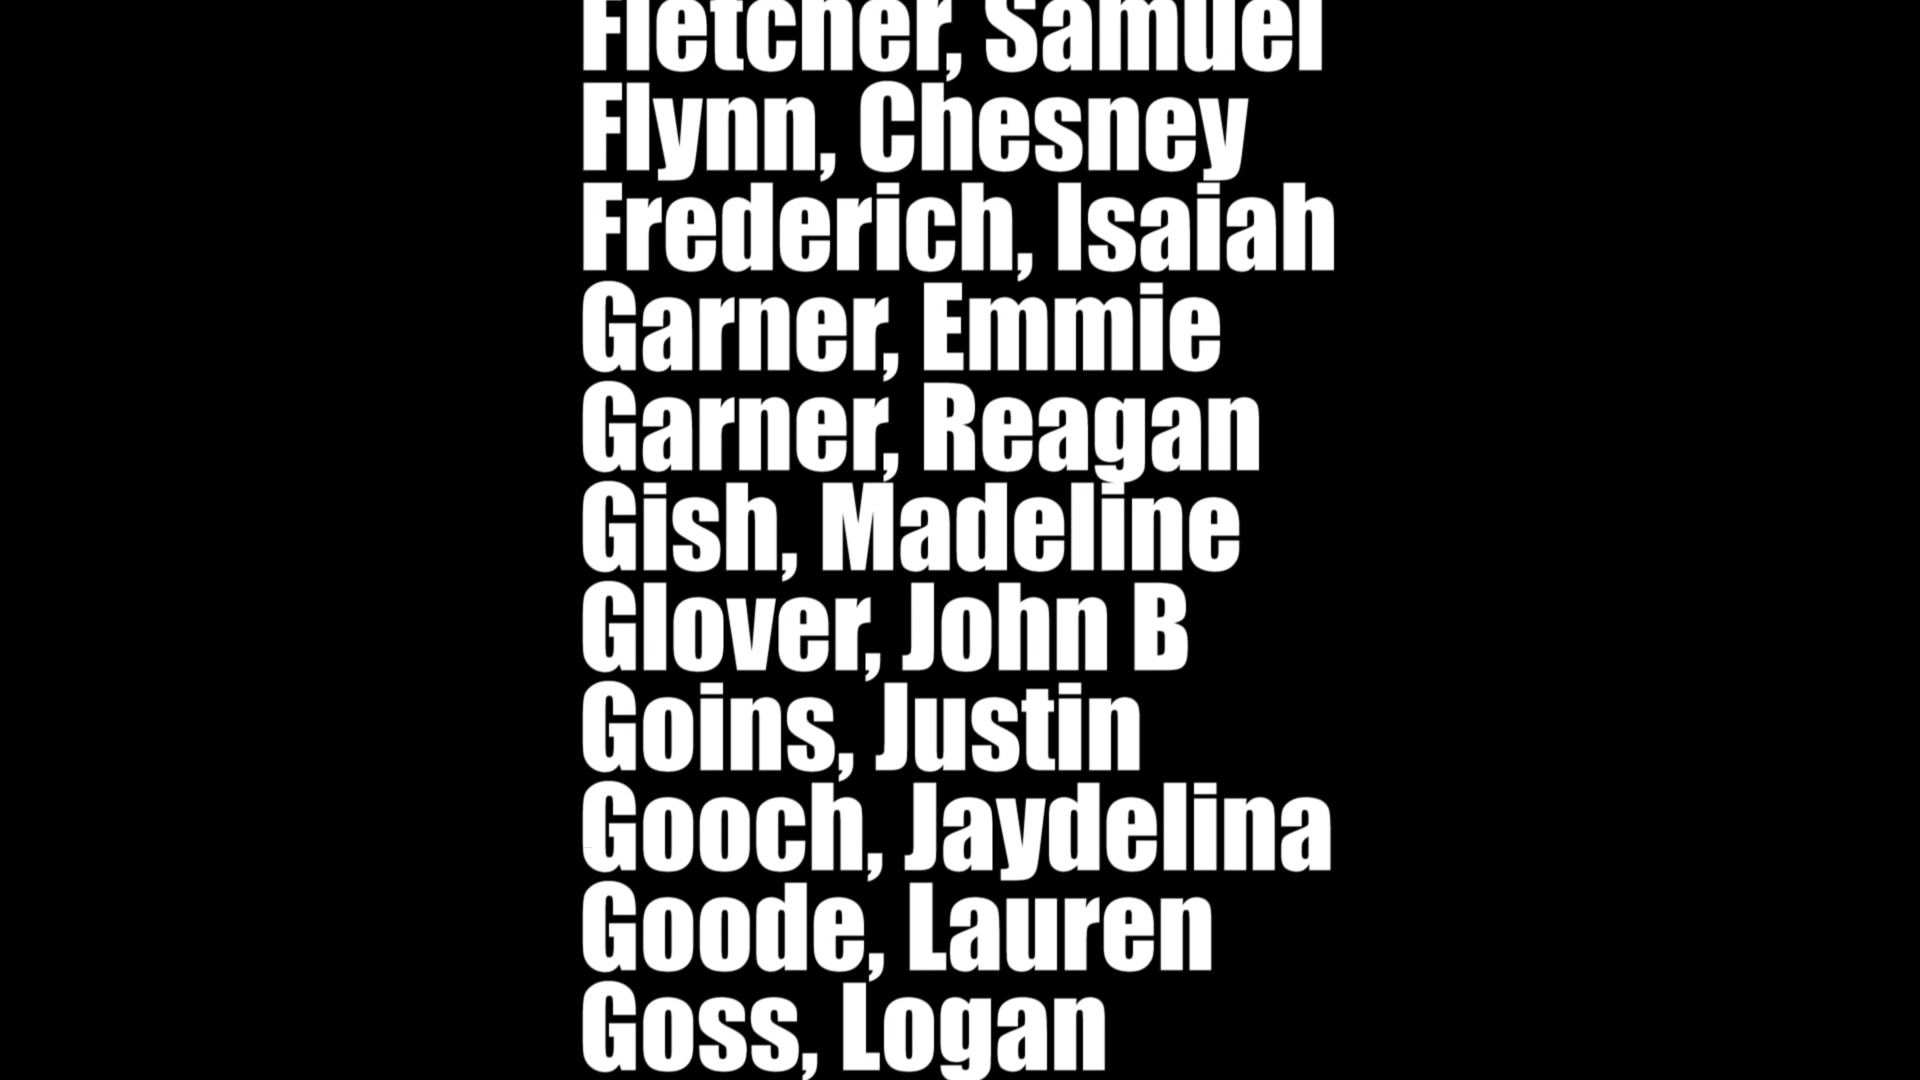 Fletcher, Samuel
Flynn, Chesney
Frederich, Isaiah
Garner, Emmie
Garner, Reagan
Gish, Madeline
Glover, John B
Goins, Justin
Gooch, Jaydelina
Goode, Lauren
Goss, Logan